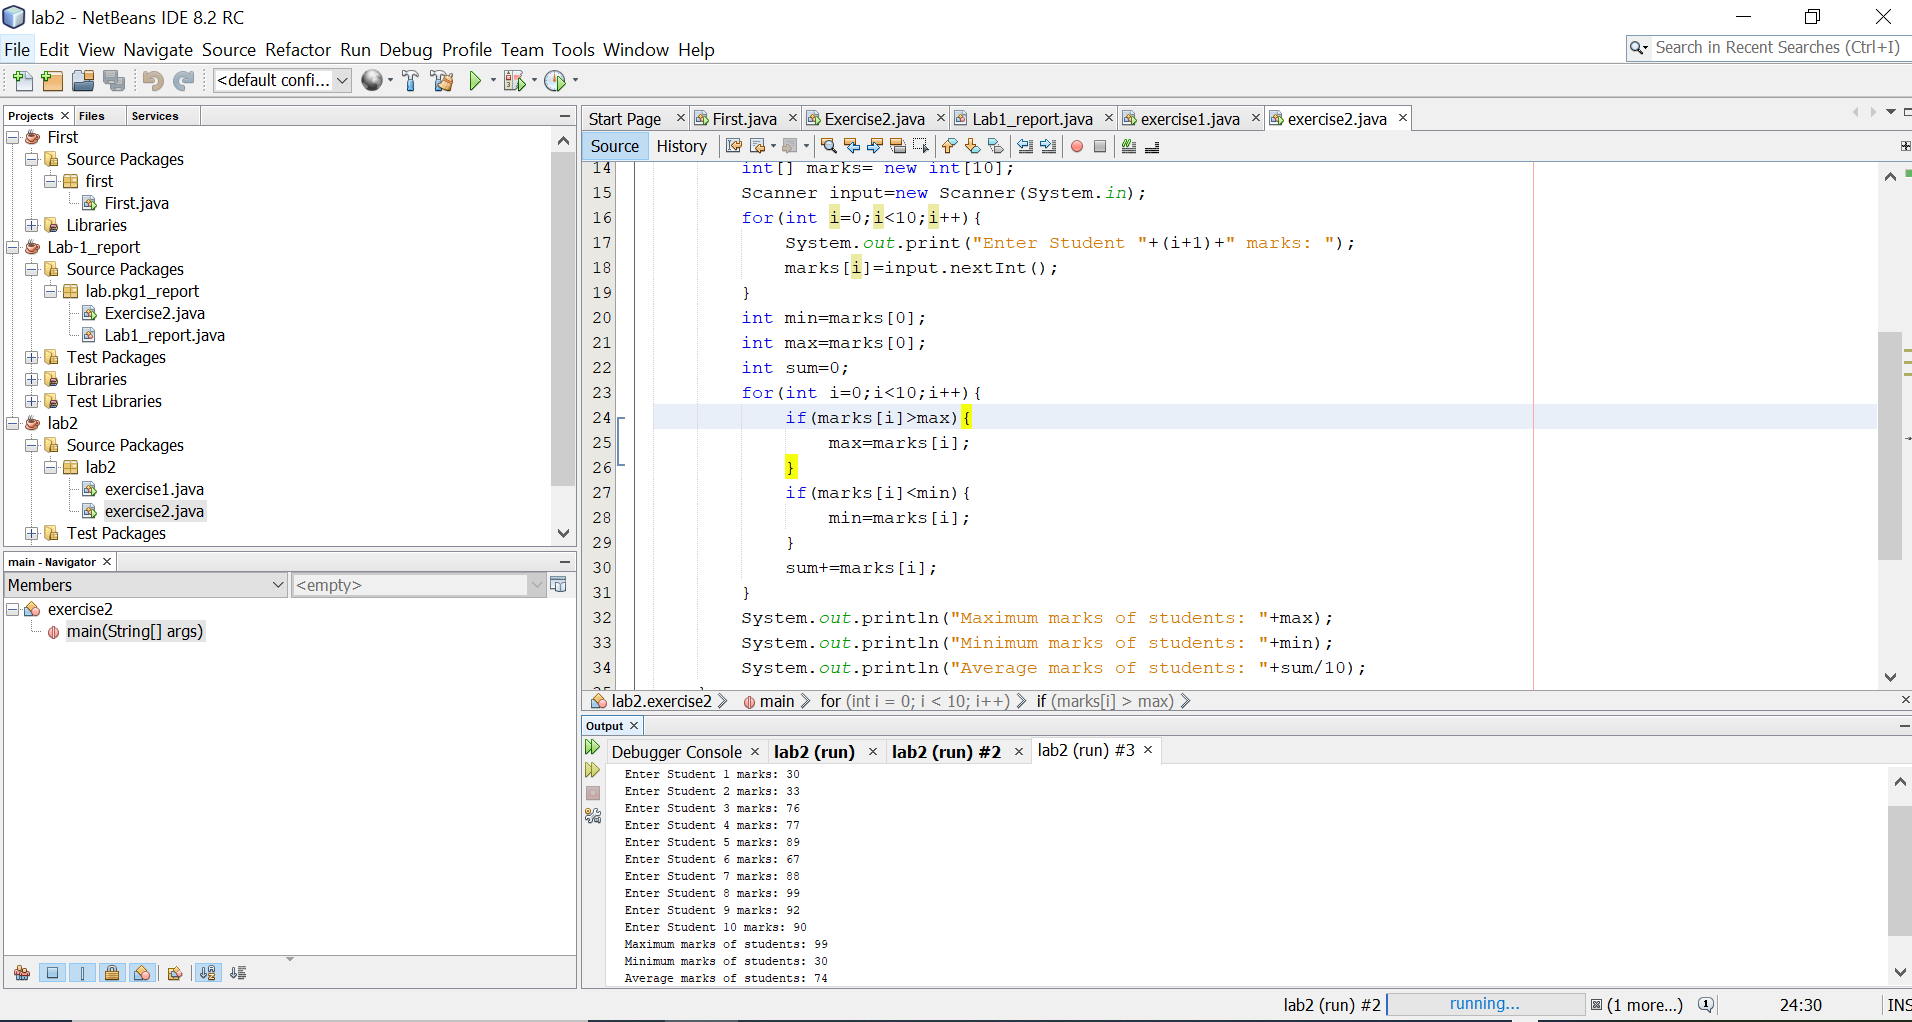 lab2 - NetBeans IDE 8.2 RC
File Edit View Navigate Source Refactor Run Debug Profile Team Tools Window Help
Search in Recent Searches (Ctrl+I)
<default confi...
Projects Files Services
First
Source Packages
first
First.java
Libraries
Lab-1_report
Source Packages
lab.pkg1_report
Exercise2.java
Lab1_report.java
Test Packages
Libraries
Test Libraries
lab2
Source Packages
lab2
exercise1.java
exercise2.java
Test Packages
main - Navigator
Members <empty>
exercise2
main(String[] args)
Start Page First.java Exercise2.java Lab1_report.java exercise1.java exercise2.java
Source History
14 int[] marks= new int[10];
15 Scanner input=new Scanner(System.in);
16 for(int i=0;i<10;i++){
17 System.out.print("Enter Student "+(i+1)+" marks: ");
18 marks[i]=input.nextInt();
19 }
20 int min=marks[0];
21 int max=marks[0];
22 int sum=0;
23 for(int i=0;i<10;i++){
24 if(marks[i]>max){
25 max=marks[i];
26 }
27 if(marks[i]<min){
28 min=marks[i];
29 }
30 sum+=marks[i];
31 }
32 System.out.println("Maximum marks of students: "+max);
33 System.out.println("Minimum marks of students: "+min);
34 System.out.println("Average marks of students: "+sum/10);
lab2.exercise2 main for (int i = 0; i < 10; i++) if (marks[i] > max)
Output
Debugger Console lab2 (run) lab2 (run) #2 lab2 (run) #3
Enter Student 1 marks: 30
Enter Student 2 marks: 33
Enter Student 3 marks: 76
Enter Student 4 marks: 77
Enter Student 5 marks: 89
Enter Student 6 marks: 67
Enter Student 7 marks: 88
Enter Student 8 marks: 99
Enter Student 9 marks: 92
Enter Student 10 marks: 90
Maximum marks of students: 99
Minimum marks of students: 30
Average marks of students: 74
lab2 (run) #2 running... (1 more...) 24:30 INS